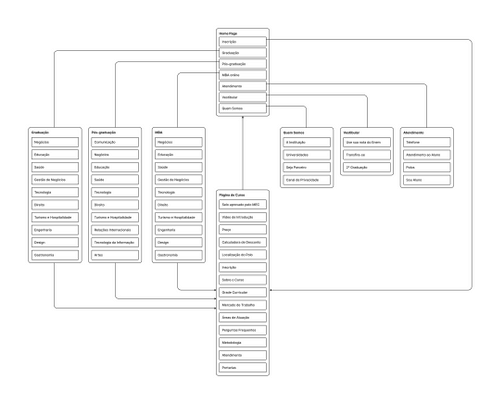 Home Page
Inscrição
Graduação
Pós-graduação
MBA online
Atendimento
Vestibular
Quem Somos
Graduação
Negócios
Educação
Saúde
Gestão de Negócios
Tecnologia
Direito
Turismo e Hospitalidade
Engenharia
Design
Gastronomia
Pós-graduação
Comunicação
Negócios
Educação
Saúde
Tecnologia
Direito
Turismo e Hospitalidade
Relações Internacionais
Tecnologia da Informação
MBA
Negócios
Educação
Saúde
Gestão de Negócios
Tecnologia
Direito
Turismo e Hospitalidade
Engenharia
Design
Gastronomia
Quem Somos
A Instituição
Universidades
Seja Parceiro
Canal de Privacidade
Vestibular
Use sua nota do Enem
Transfira-se
2ª Graduação
Atendimento
Telefone
Atendimento ao Aluno
Polos
Sou Aluno
Página do Curso
Selo aprovado pelo MEC
Vídeo de Introdução
Preço
Calculadora de Desconto
Localização do Polo
Inscrição
Sobre o Curso
Grade Curricular
Mercado de Trabalho
Áreas de Atuação
Perguntas Frequentes
Metodologia
Atendimento
Parcerias